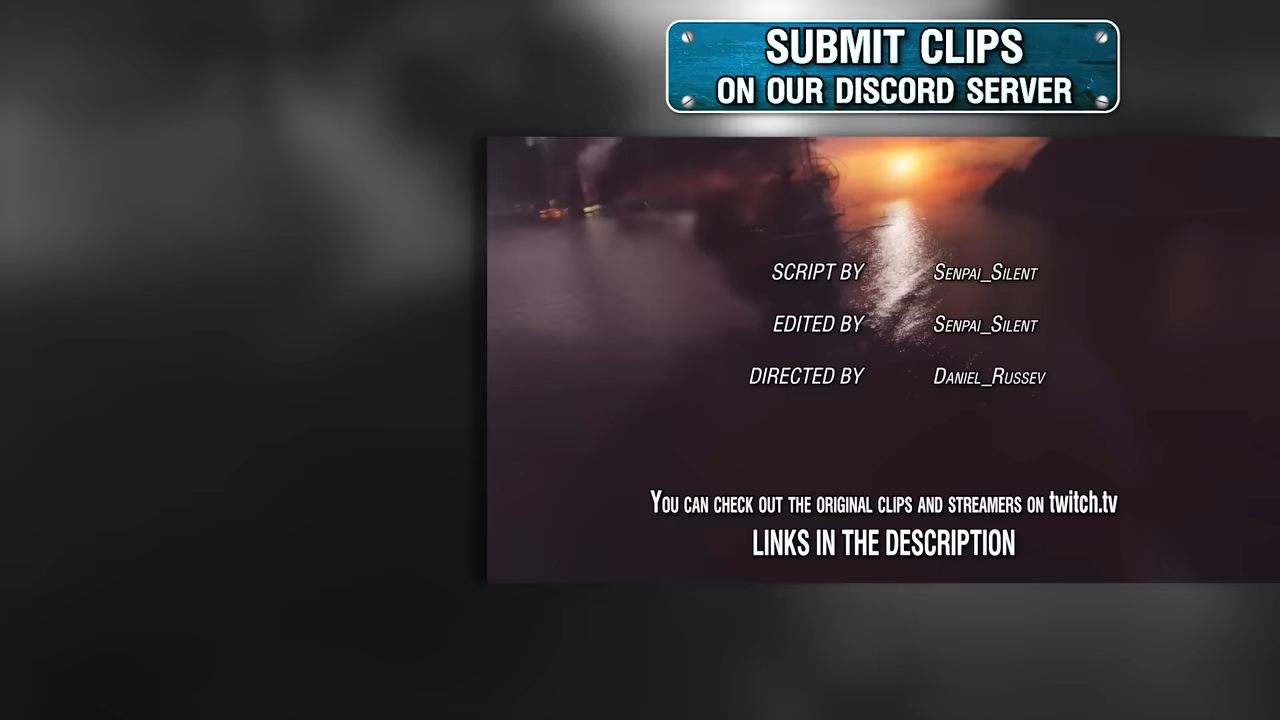 SUBMIT CLIPS
ON OUR DISCORD SERVER
SCRIPT BY Senpai_Silent
EDITED BY Senpai_Silent
DIRECTED BY Daniel_Russev
You can check out the original clips and streamers on twitch.tv
LINKS IN THE DESCRIPTION